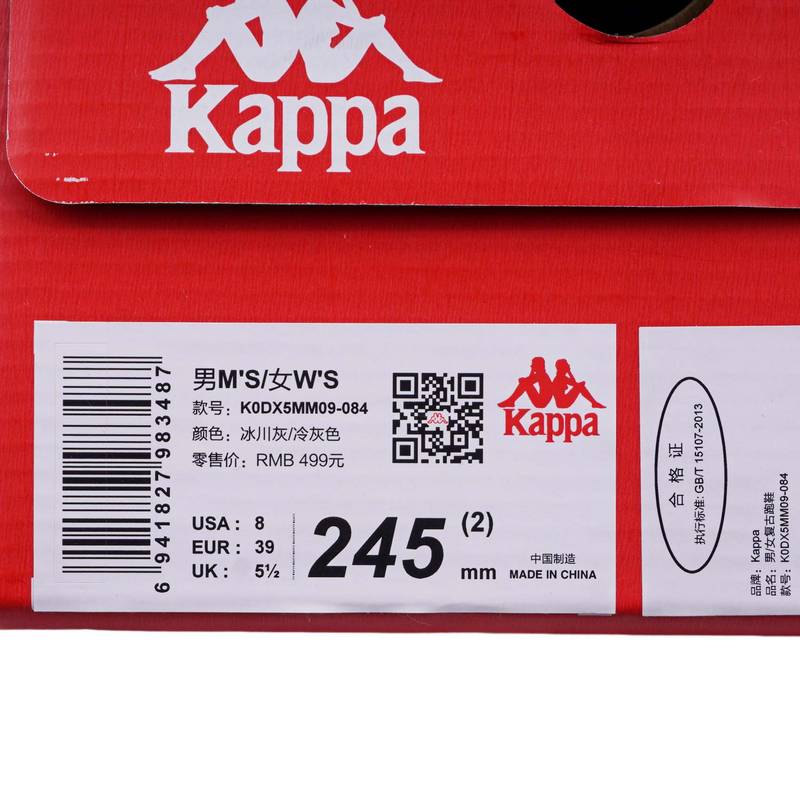 Kappa
男M'S/女W'S
款号: K0DX5MM09-084
颜色: 冰川灰/冷灰色
零售价: RMB 499元
Kappa
6 941827 983487
USA : 8
EUR : 39
UK : 5½
245 (2) mm
中国制造
MADE IN CHINA
合格证
执行标准: GB/T 15107-2013
品牌: Kappa
品名: 男/女复古跑鞋
款号: K0DX5MM09-084